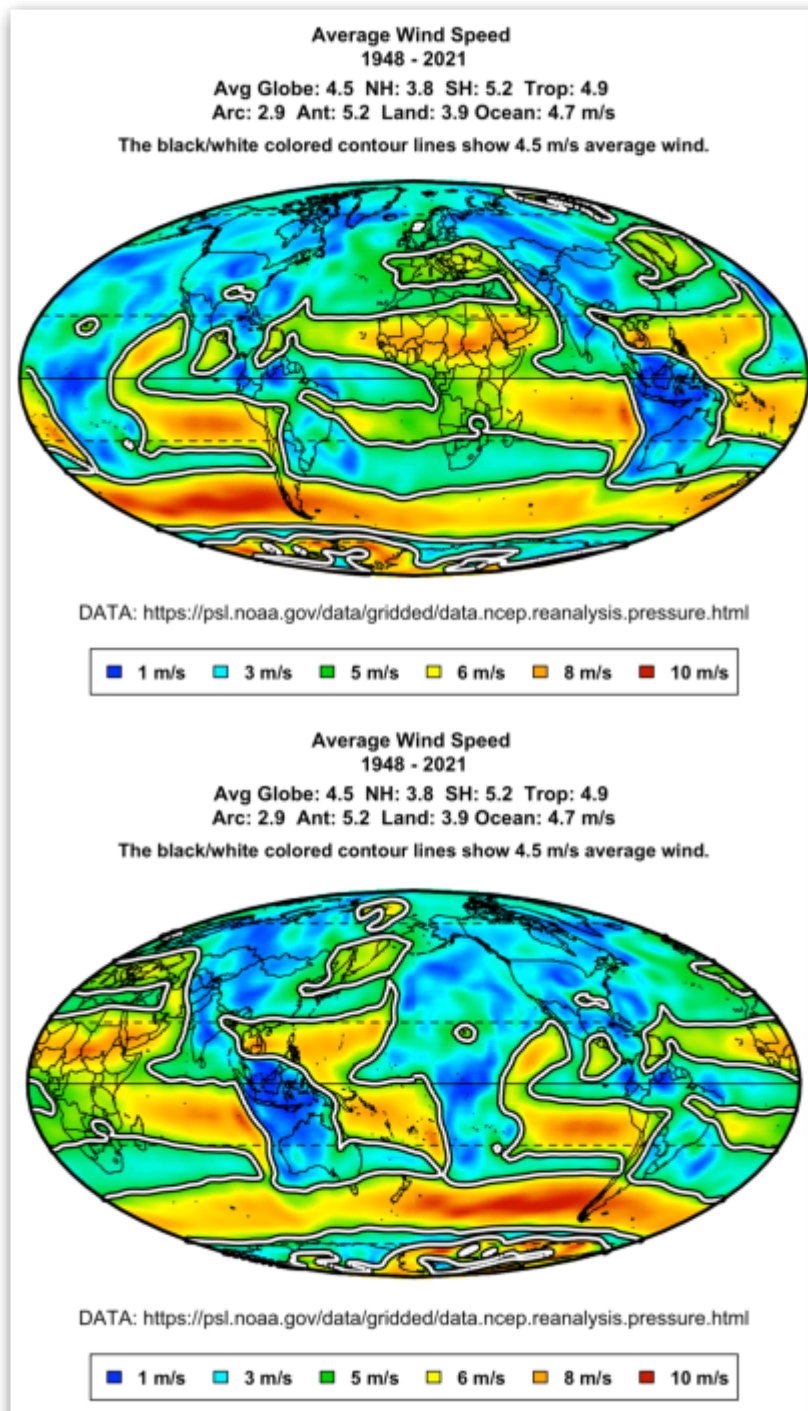 Average Wind Speed
1948 - 2021
Avg Globe: 4.5 NH: 3.8 SH: 5.2 Trop: 4.9
Arc: 2.9 Ant: 5.2 Land: 3.9 Ocean: 4.7 m/s
The black/white colored contour lines show 4.5 m/s average wind.
DATA: https://psl.noaa.gov/data/gridded/data.ncep.reanalysis.pressure.html
1 m/s 3 m/s 5 m/s 6 m/s 8 m/s 10 m/s
Average Wind Speed
1948 - 2021
Avg Globe: 4.5 NH: 3.8 SH: 5.2 Trop: 4.9
Arc: 2.9 Ant: 5.2 Land: 3.9 Ocean: 4.7 m/s
The black/white colored contour lines show 4.5 m/s average wind.
DATA: https://psl.noaa.gov/data/gridded/data.ncep.reanalysis.pressure.html
1 m/s 3 m/s 5 m/s 6 m/s 8 m/s 10 m/s